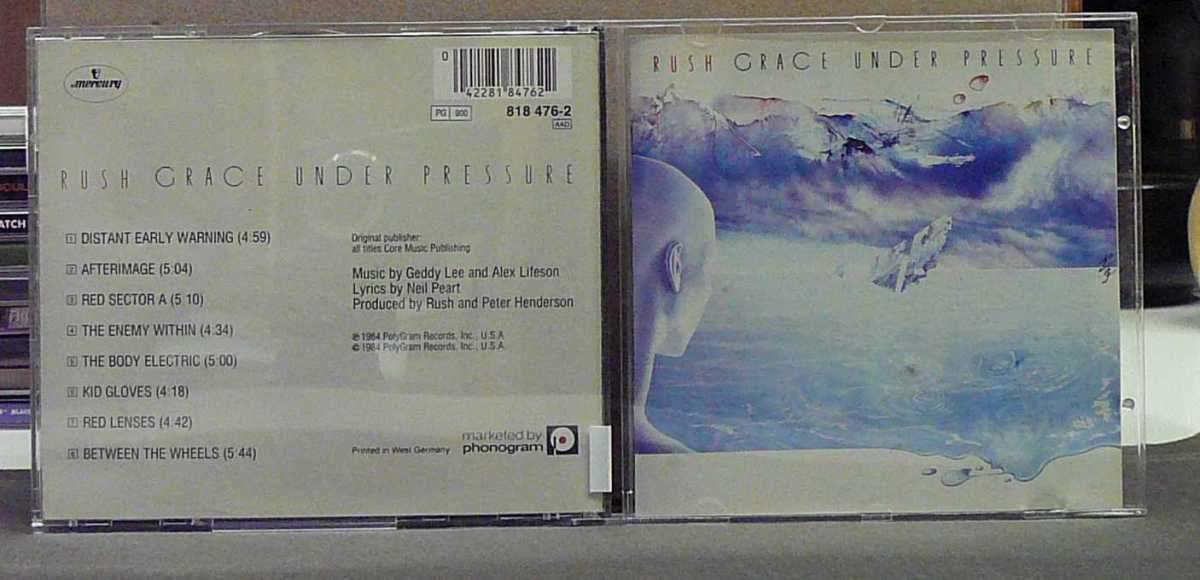 mercury
0
42281 84762
PG 900
818 476-2
AAD
RUSH GRACE UNDER PRESSURE
1 DISTANT EARLY WARNING (4:59)
2 AFTERIMAGE (5:04)
3 RED SECTOR A (5 10)
4 THE ENEMY WITHIN (4:34)
5 THE BODY ELECTRIC (5:00)
6 KID GLOVES (4:18)
7 RED LENSES (4:42)
8 BETWEEN THE WHEELS (5:44)
Original publisher:
all titles Core Music Publishing
Music by Geddy Lee and Alex Lifeson
Lyrics by Neil Peart
Produced by Rush and Peter Henderson
℗ 1984 PolyGram Records, Inc., U.S.A.
© 1984 PolyGram Records, Inc., U.S.A.
Printed in West Germany
marketed by
phonogram
RUSH GRACE UNDER PRESSURE